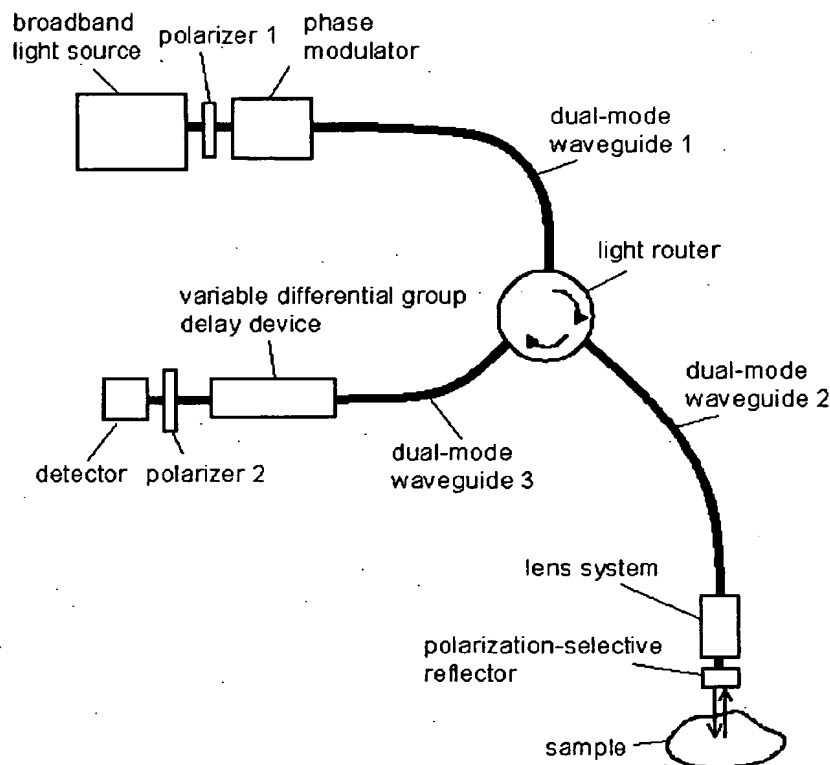 broadband
light source
polarizer 1
phase
modulator
dual-mode
waveguide 1
light router
variable differential group
delay device
dual-mode
waveguide 2
detector
polarizer 2
dual-mode
waveguide 3
lens system
polarization-selective
reflector
sample